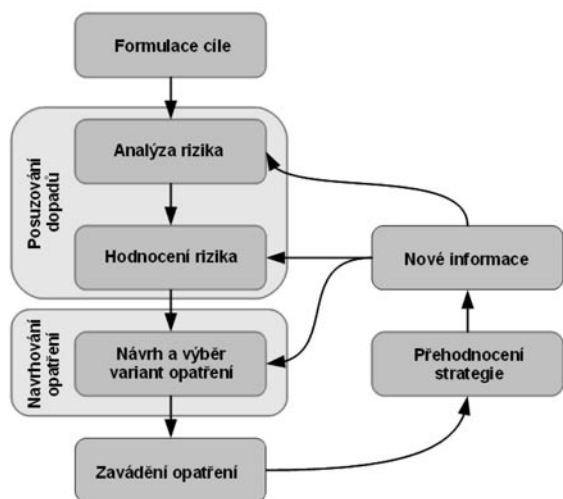 Formulace cíle
Posuzování
dopadů
Analýza rizika
Hodnocení rizika
Nové informace
Navrhování
opatření
Návrh a výběr
variant opatření
Přehodnocení
strategie
Zavádění opatření